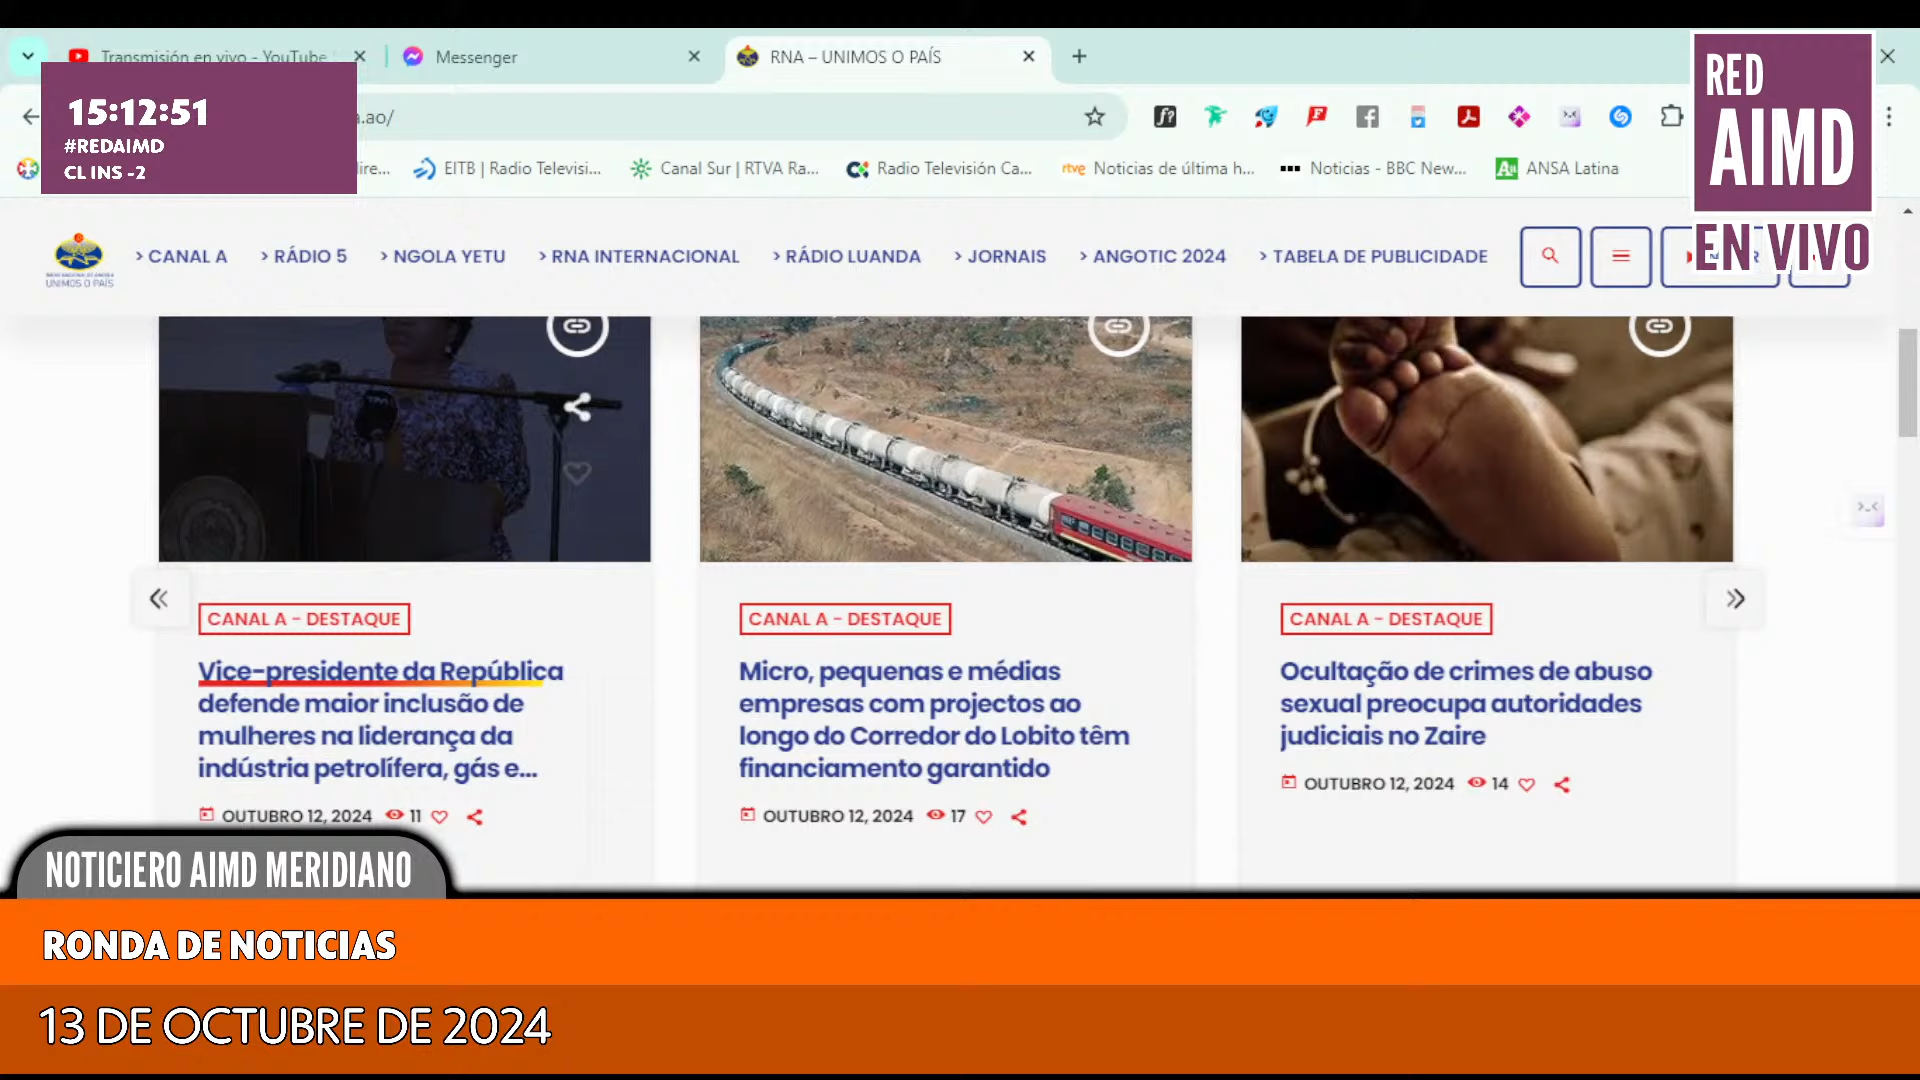 Transmisión en vivo - YouTube
Messenger
RNA – UNIMOS O PAÍS
15:12:51
#REDAIMD
CL INS -2
a.ao/
RED
AIMD
EN VIVO
ire...
EITB | Radio Televisi...
Canal Sur | RTVA Ra...
Radio Televisión Ca...
rtve Noticias de última h...
Noticias - BBC New...
ANSA Latina
UNIMOS O PAÍS
> CANAL A
> RÁDIO 5
> NGOLA YETU
> RNA INTERNACIONAL
> RÁDIO LUANDA
> JORNAIS
> ANGOTIC 2024
> TABELA DE PUBLICIDADE
CANAL A - DESTAQUE
Vice-presidente da República
defende maior inclusão de
mulheres na liderança da
indústria petrolífera, gás e...
OUTUBRO 12, 2024 11
CANAL A - DESTAQUE
Micro, pequenas e médias
empresas com projectos ao
longo do Corredor do Lobito têm
financiamento garantido
OUTUBRO 12, 2024 17
CANAL A - DESTAQUE
Ocultação de crimes de abuso
sexual preocupa autoridades
judiciais no Zaire
OUTUBRO 12, 2024 14
NOTICIERO AIMD MERIDIANO
RONDA DE NOTICIAS
13 DE OCTUBRE DE 2024